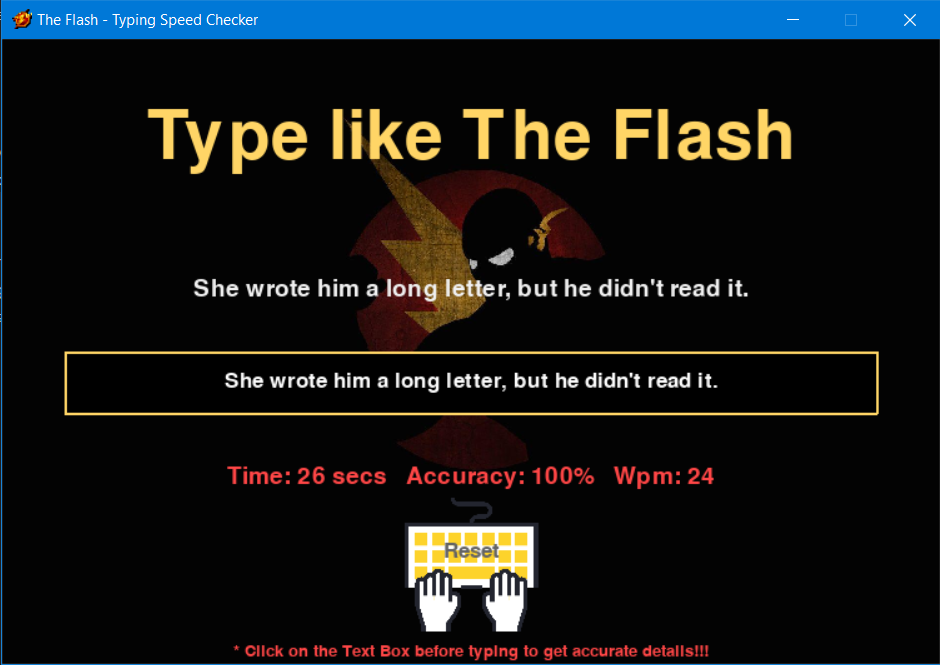 The Flash - Typing Speed Checker
Type like The Flash
She wrote him a long letter, but he didn't read it.
She wrote him a long letter, but he didn't read it.
Time: 26 secs Accuracy: 100% Wpm: 24
Reset
* Click on the Text Box before typing to get accurate details!!!